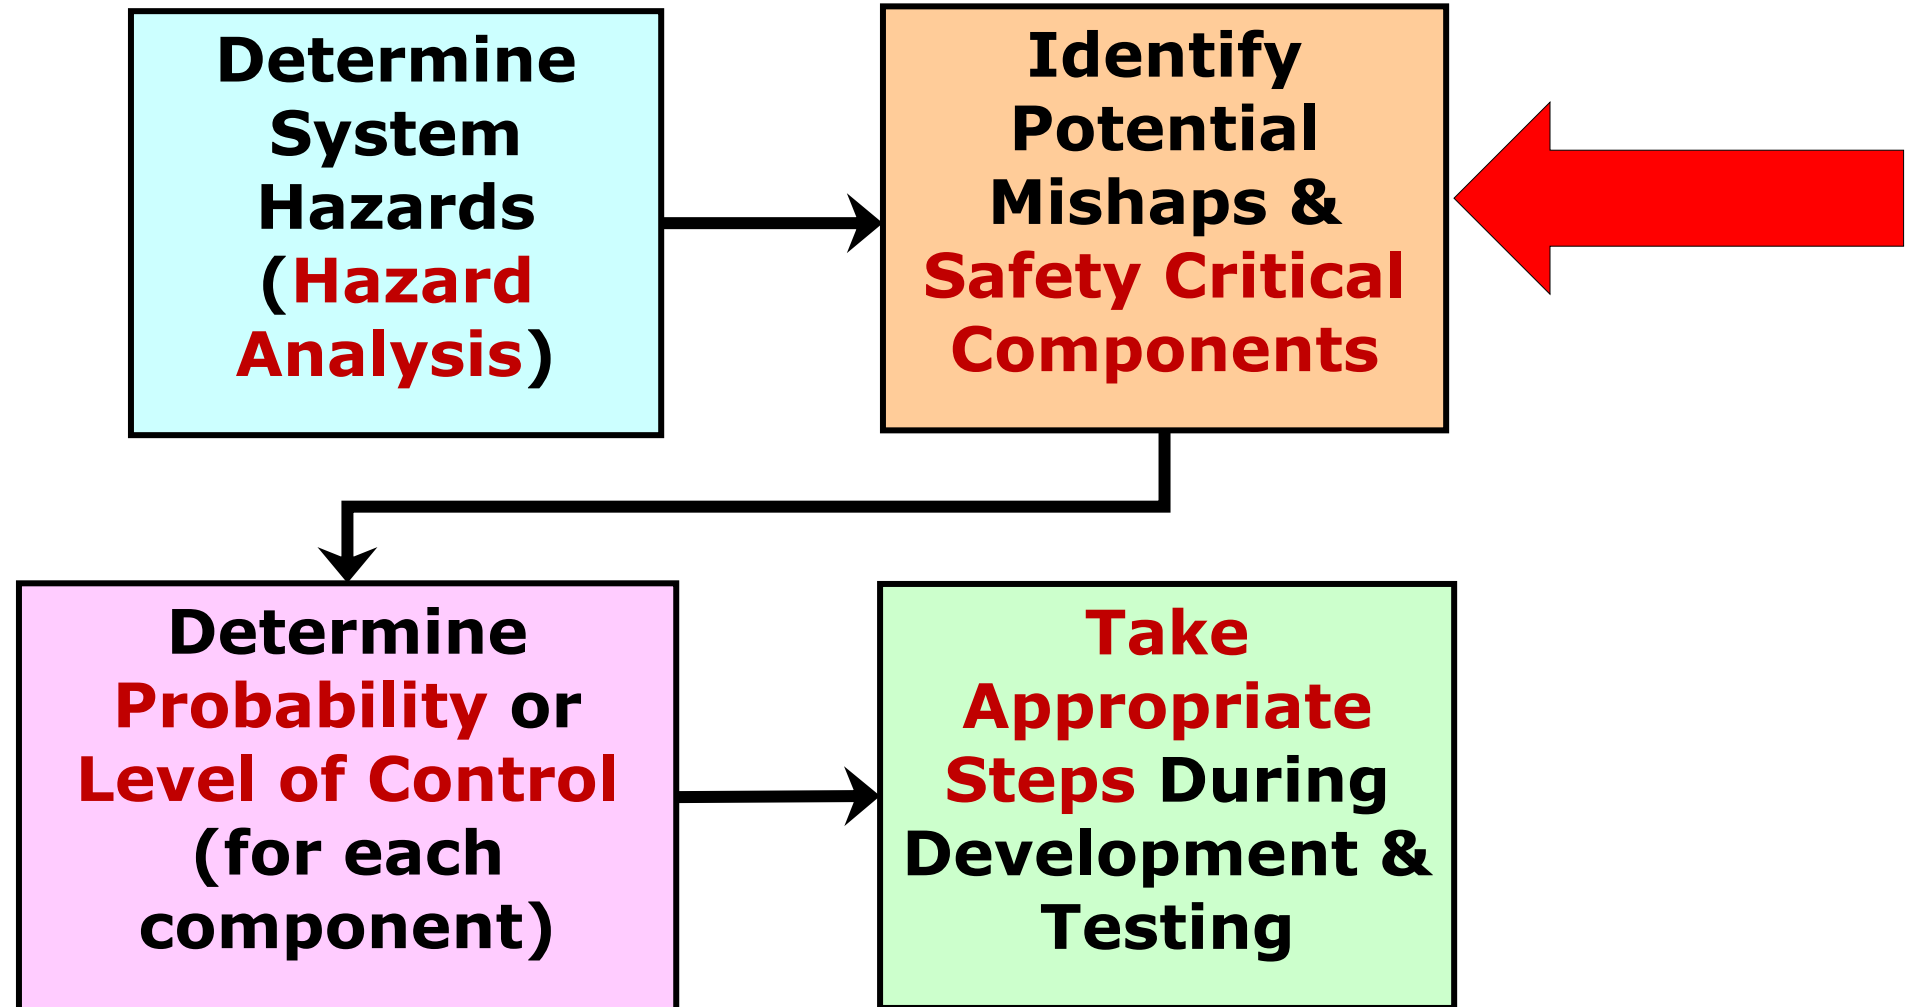 Determine
System
Hazards
(Hazard
Analysis)
Identify
Potential
Mishaps &
Safety Critical
Components
Determine
Probability or
Level of Control
(for each
component)
Take
Appropriate
Steps During
Development &
Testing